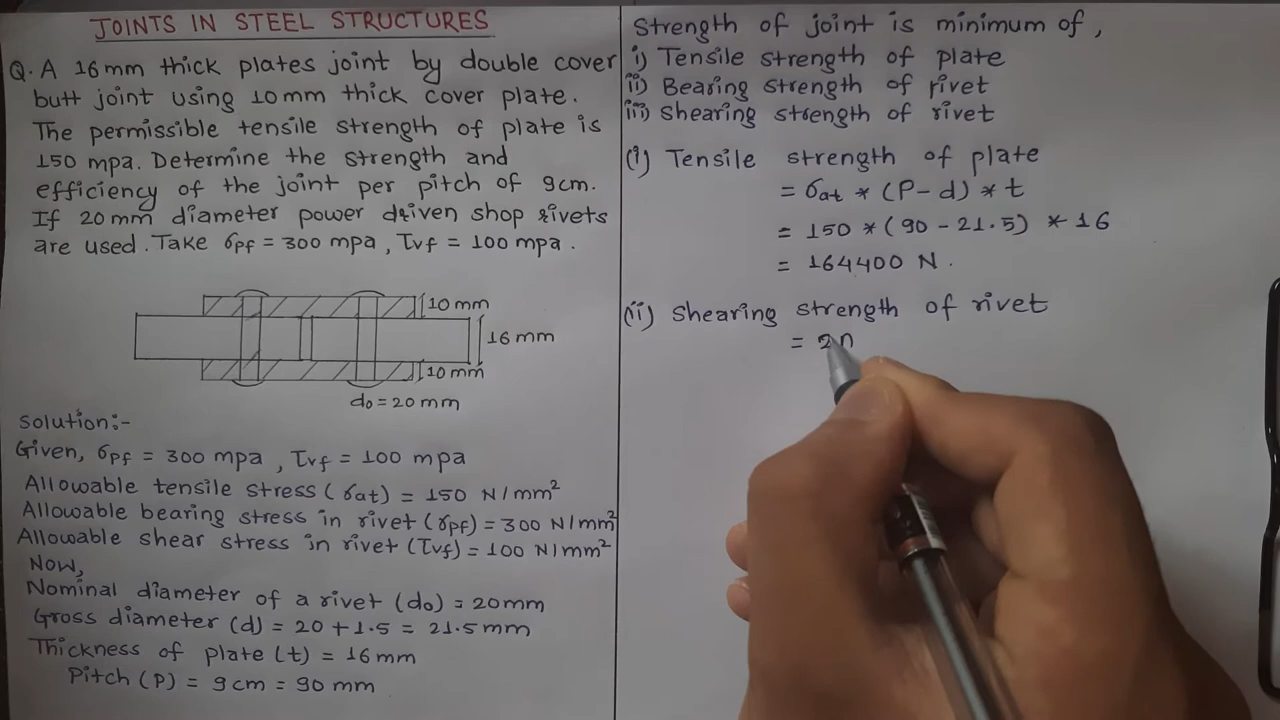 JOINTS IN STEEL STRUCTURES
Q. A 16mm thick plates joint by double cover
butt joint using 10mm thick cover plate.
The permissible tensile strength of plate is
150 mpa. Determine the strength and
efficiency of the joint per pitch of 9cm.
If 20mm diameter power driven shop rivets
are used. Take σpf = 300 mpa, τvf = 100 mpa.
10 mm
16 mm
10 mm
do = 20 mm
Solution:-
Given, σpf = 300 mpa, τvf = 100 mpa
Allowable tensile stress (σat) = 150 N/mm²
Allowable bearing stress in rivet (σpf) = 300 N/mm²
Allowable shear stress in rivet (τvf) = 100 N/mm²
Now,
Nominal diameter of a rivet (do) = 20mm
Gross diameter (d) = 20 + 1.5 = 21.5 mm
Thickness of plate (t) = 16 mm
Pitch (P) = 9 cm = 90 mm
Strength of joint is minimum of,
i) Tensile strength of plate
ii) Bearing strength of rivet
iii) Shearing strength of rivet
(i) Tensile strength of plate
= σat * (P - d) * t
= 150 * (90 - 21.5) * 16
= 164400 N.
(ii) Shearing strength of rivet
= 2n